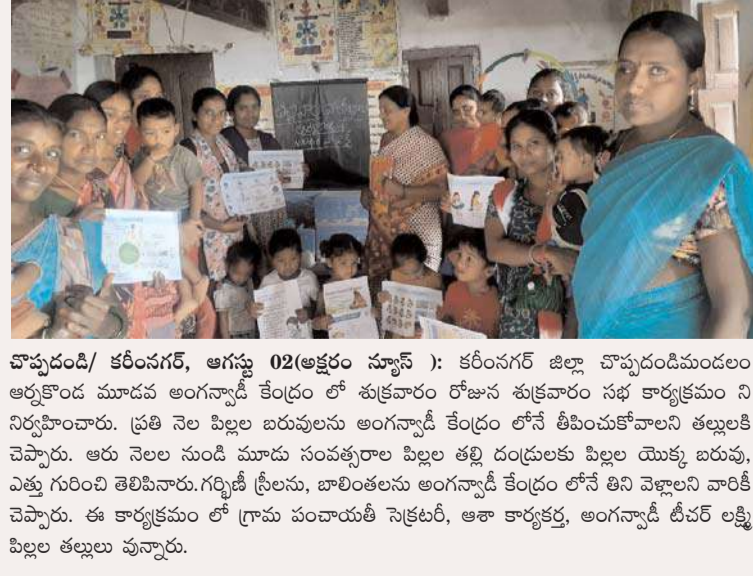 చొప్పదండి/ కరీంనగర్, ఆగస్టు 02(అక్షరం న్యూస్ ): కరీంనగర్ జిల్లా చొప్పదండిమండలం
ఆర్నకొండ మూడవ అంగన్వాడీ కేంద్రం లో శుక్రవారం రోజున శుక్రవారం సభ కార్యక్రమం ని
నిర్వహించారు. ప్రతి నెల పిల్లల బరువులను అంగన్వాడీ కేంద్రం లోనే తీపించుకోవాలని తల్లులకి
చెప్పారు. ఆరు నెలల నుండి మూడు సంవత్సరాల పిల్లల తల్లి దండ్రులకు పిల్లల యొక్క బరువు,
ఎత్తు గురించి తెలిపినారు.గర్భిణీ స్త్రీలను, బాలింతలను అంగన్వాడీ కేంద్రం లోనే తిని వెళ్లాలని వారికీ
చెప్పారు. ఈ కార్యక్రమం లో గ్రామ పంచాయతీ సెక్రటరీ, ఆశా కార్యకర్త, అంగన్వాడీ టీచర్ లక్ష్మి
పిల్లల తల్లులు వున్నారు.